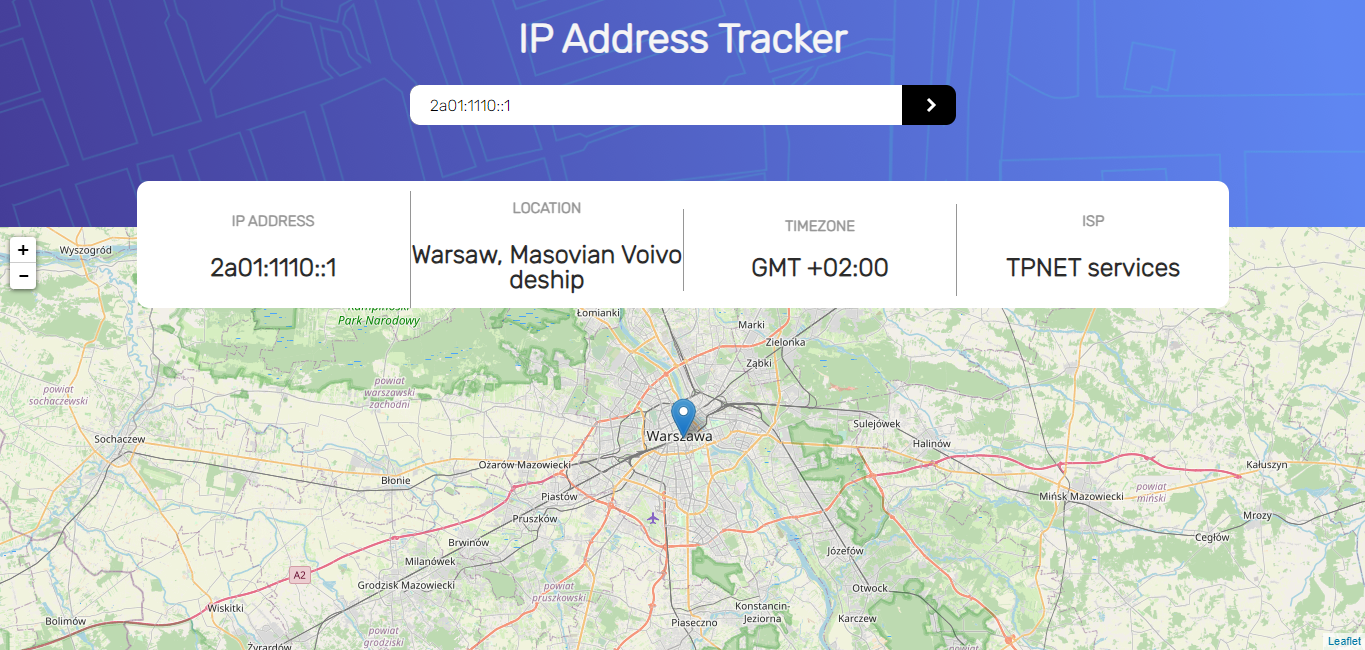 IP Address Tracker
2a01:1110::1
IP ADDRESS
2a01:1110::1
LOCATION
Warsaw, Masovian Voivo
deship
TIMEZONE
GMT +02:00
ISP
TPNET services
+
−
Wyszogród
Kampinoski
Park Narodowy
Łomianki
Marki
Zielonka
Ząbki
powiat
sochaczewski
powiat
warszawski
zachodni
Sochaczew
Warszawa
Sulejówek
Halinów
Ożarów Mazowiecki
Kałuszyn
Błonie
Piastów
Mińsk Mazowiecki
powiat
miński
Pruszków
Mrozy
Brwinów
Cegłów
Józefów
Milanówek
A2
Grodzisk Mazowiecki
powiat
pruszkowski
Otwock
Wiskitki
Konstancin-
Jeziorna
Bolimów
Piaseczno
Karczew
powiat
grodziski
Żyrardów
Leaflet